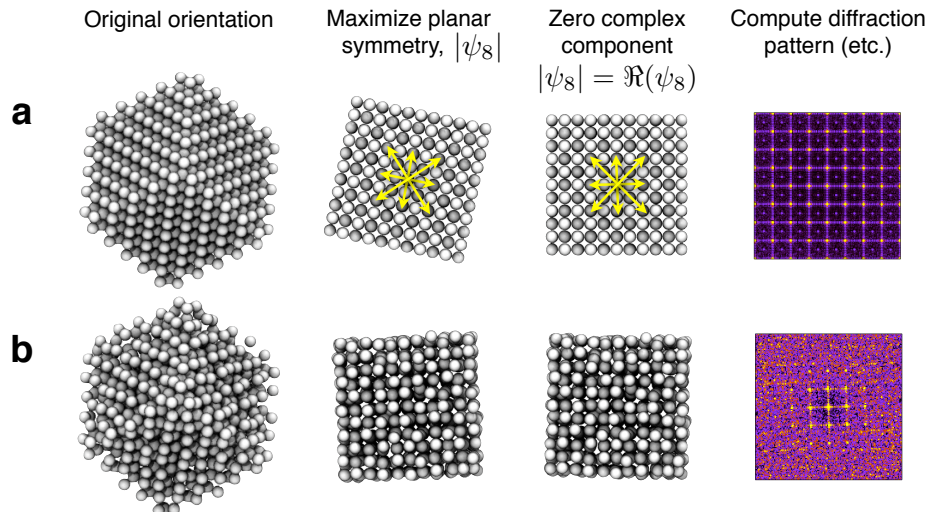 Original orientation
Maximize planar
symmetry, |ψ₈|
Zero complex
component
|ψ₈| = ℜ(ψ₈)
Compute diffraction
pattern (etc.)
a
b